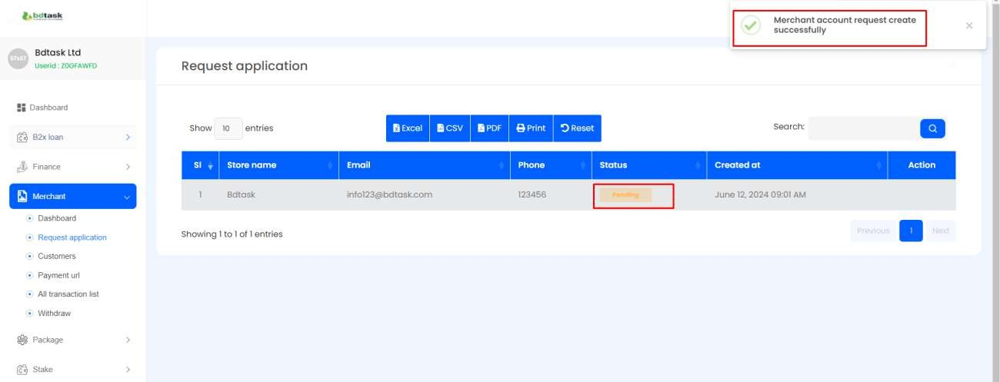 bdtask
Bdtask Ltd
Userid : Z0GFAWFD
Dashboard
B2x loan
Finance
Merchant
Dashboard
Request application
Customers
Payment url
All transaction list
Withdraw
Package
Stake
Merchant account request create
successfully
Request application
Show 10 entries
Excel CSV PDF Print Reset
Search:
Sl Store name Email Phone Status Created at Action
1 Bdtask info123@bdtask.com 123456 Pending June 12, 2024 09:01 AM
Showing 1 to 1 of 1 entries
Previous 1 Next